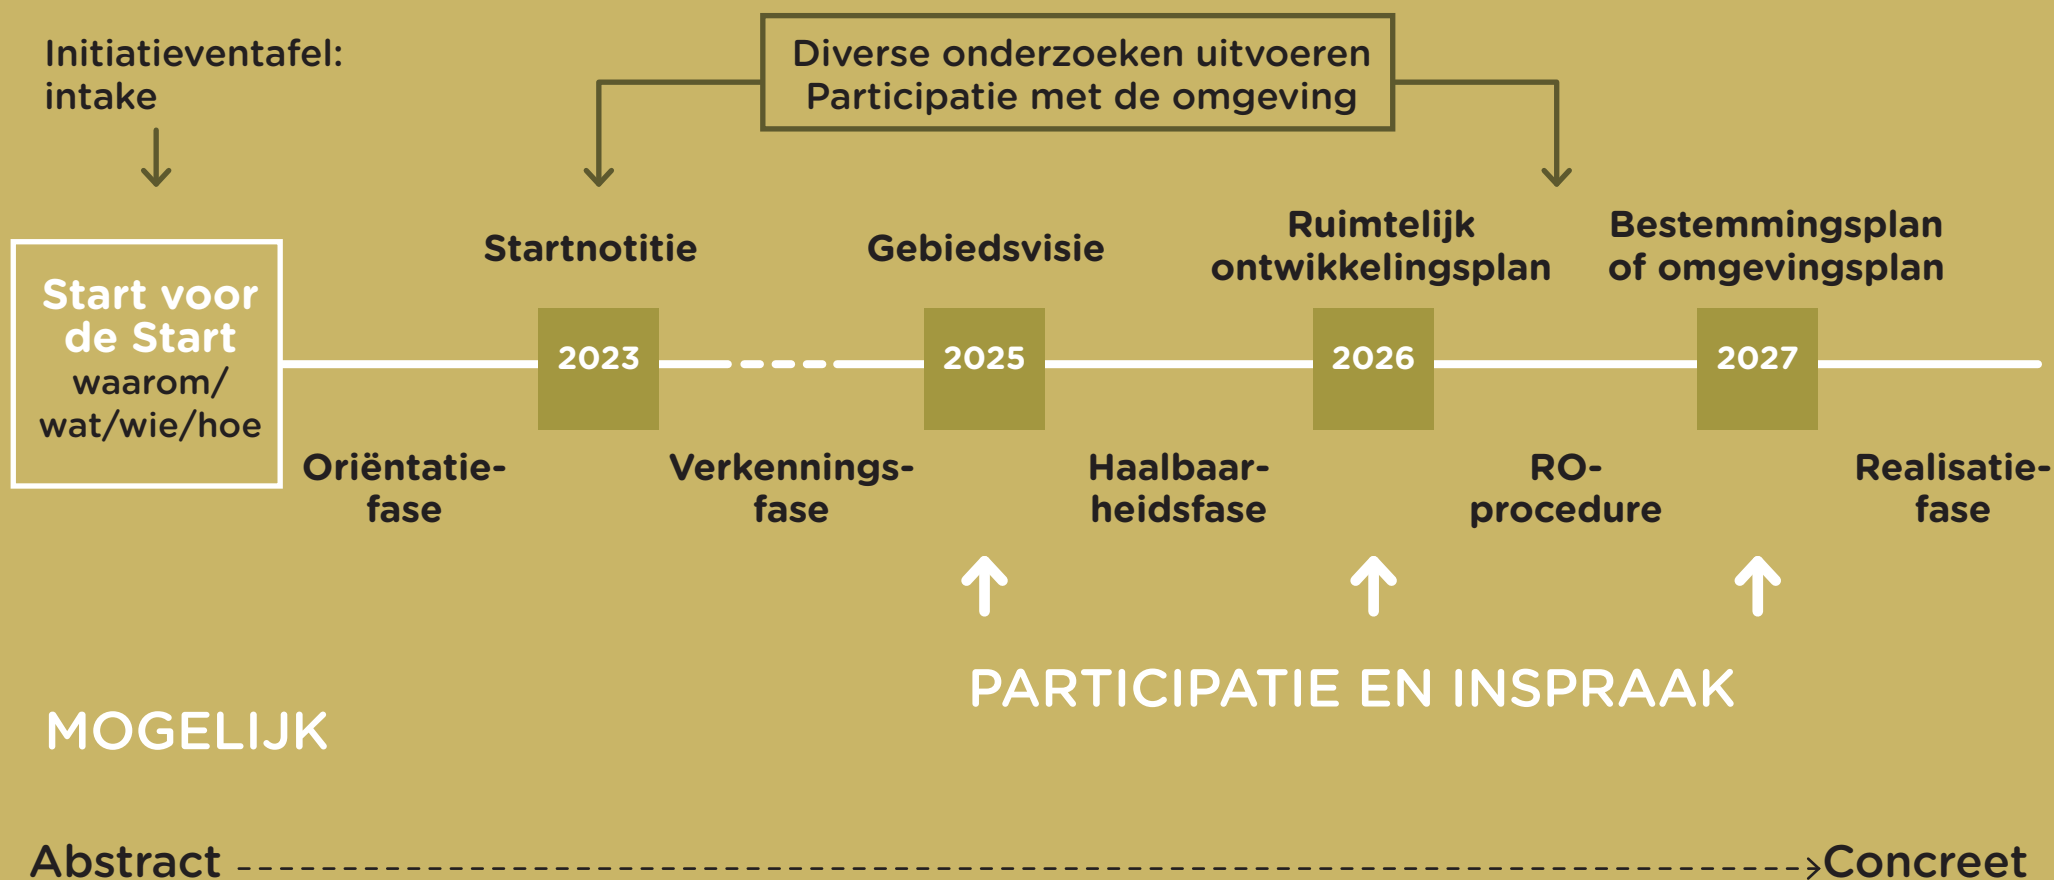 Initiatieventafel:
intake
Diverse onderzoeken uitvoeren
Participatie met de omgeving
Start voor
de Start
waarom/
wat/wie/hoe
Startnotitie
Gebiedsvisie
Ruimtelijk
ontwikkelingsplan
Bestemmingsplan
of omgevingsplan
2023
2025
2026
2027
Oriëntatie-
fase
Verkennings-
fase
Haalbaar-
heidsfase
RO-
procedure
Realisatie-
fase
PARTICIPATIE EN INSPRAAK
MOGELIJK
Abstract
Concreet